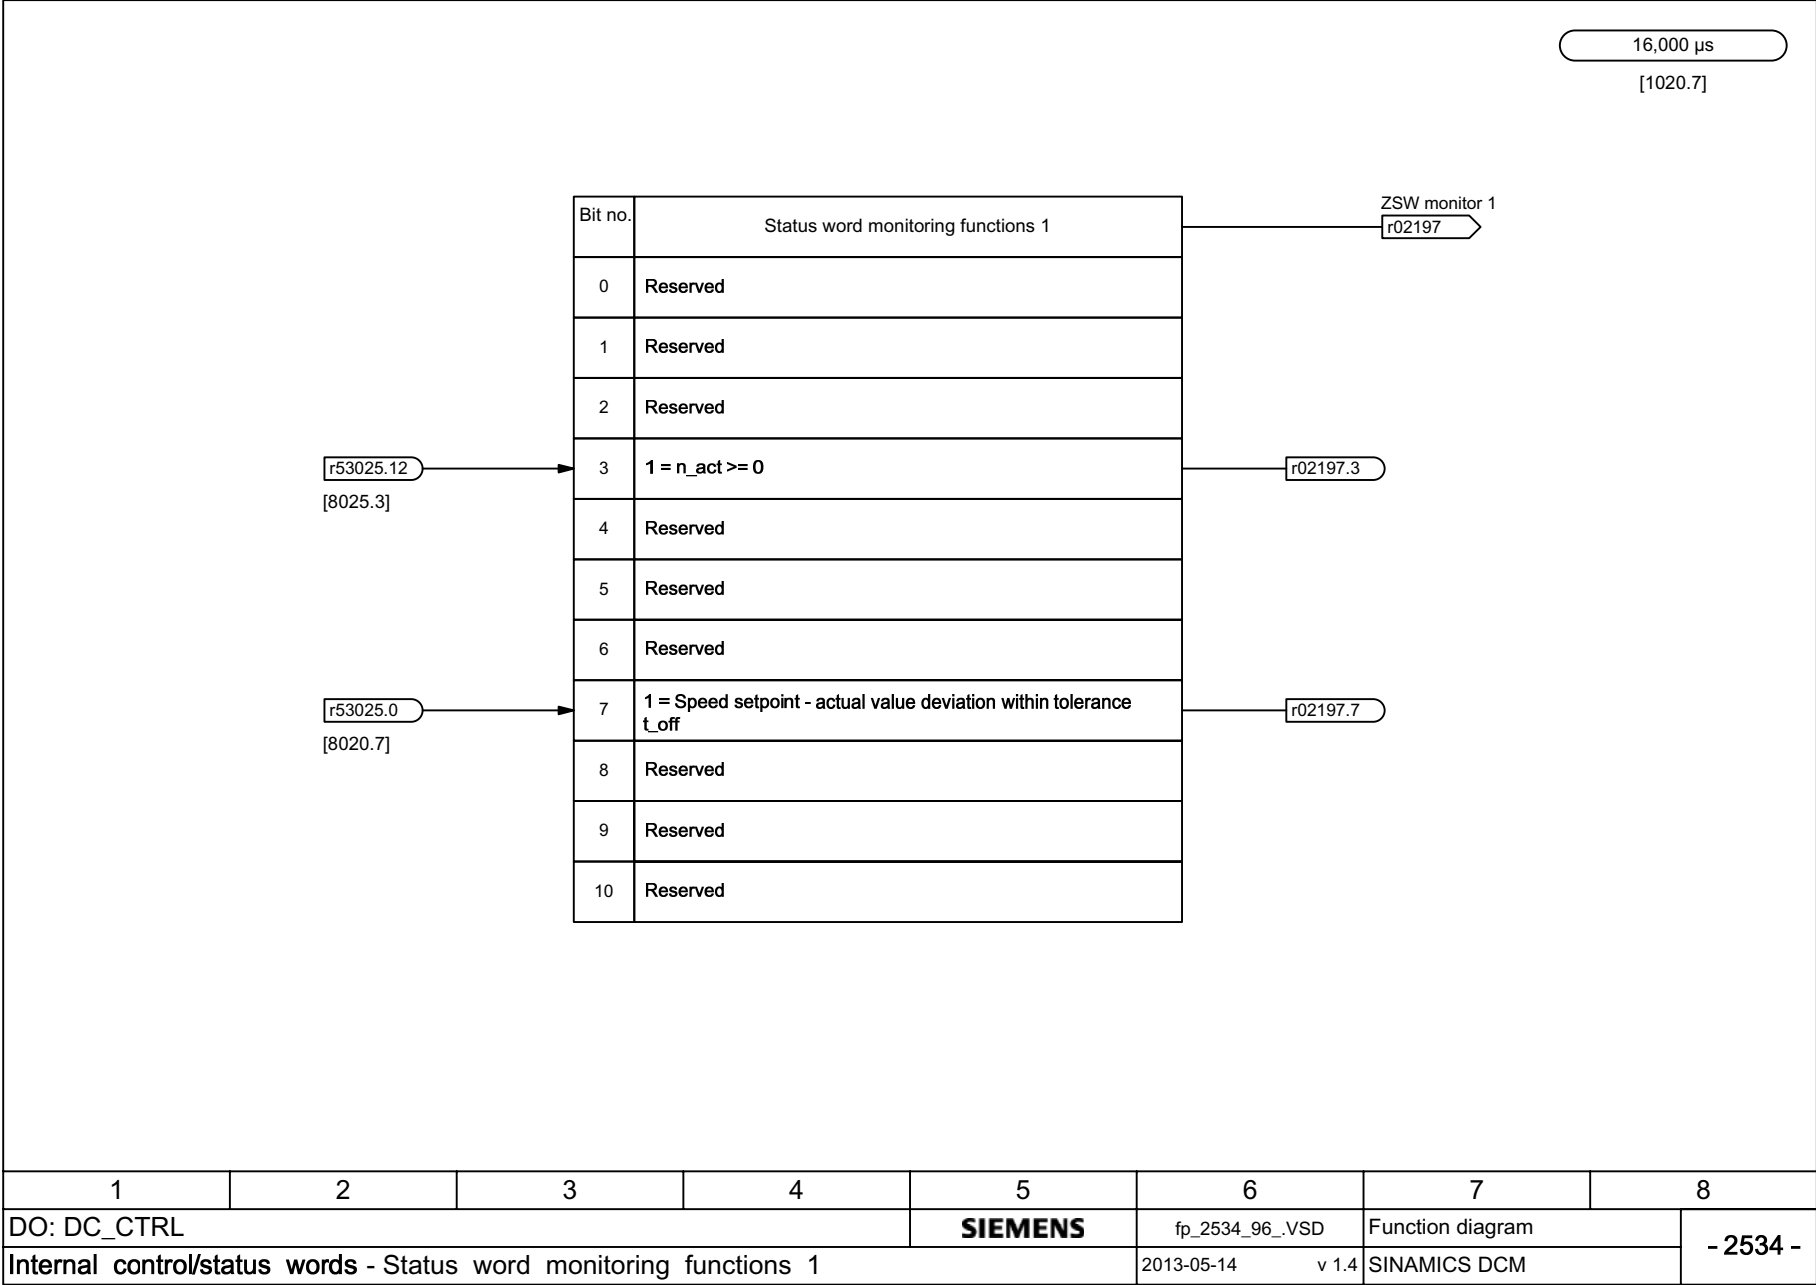 16,000 µs
[1020.7]
ZSW monitor 1
Bit no. Status word monitoring functions 1 r02197
0 Reserved
1 Reserved
2 Reserved
r53025.12 3 1 = n_act >= 0 r02197.3
[8025.3]
4 Reserved
5 Reserved
6 Reserved
r53025.0 7 1 = Speed setpoint - actual value deviation within tolerance r02197.7
t_off
[8020.7]
8 Reserved
9 Reserved
10 Reserved
1 2 3 4 5 6 7 8
DO: DC_CTRL SIEMENS fp_2534_96_.VSD Function diagram
- 2534 -
Internal control/status words - Status word monitoring functions 1 2013-05-14 v 1.4 SINAMICS DCM